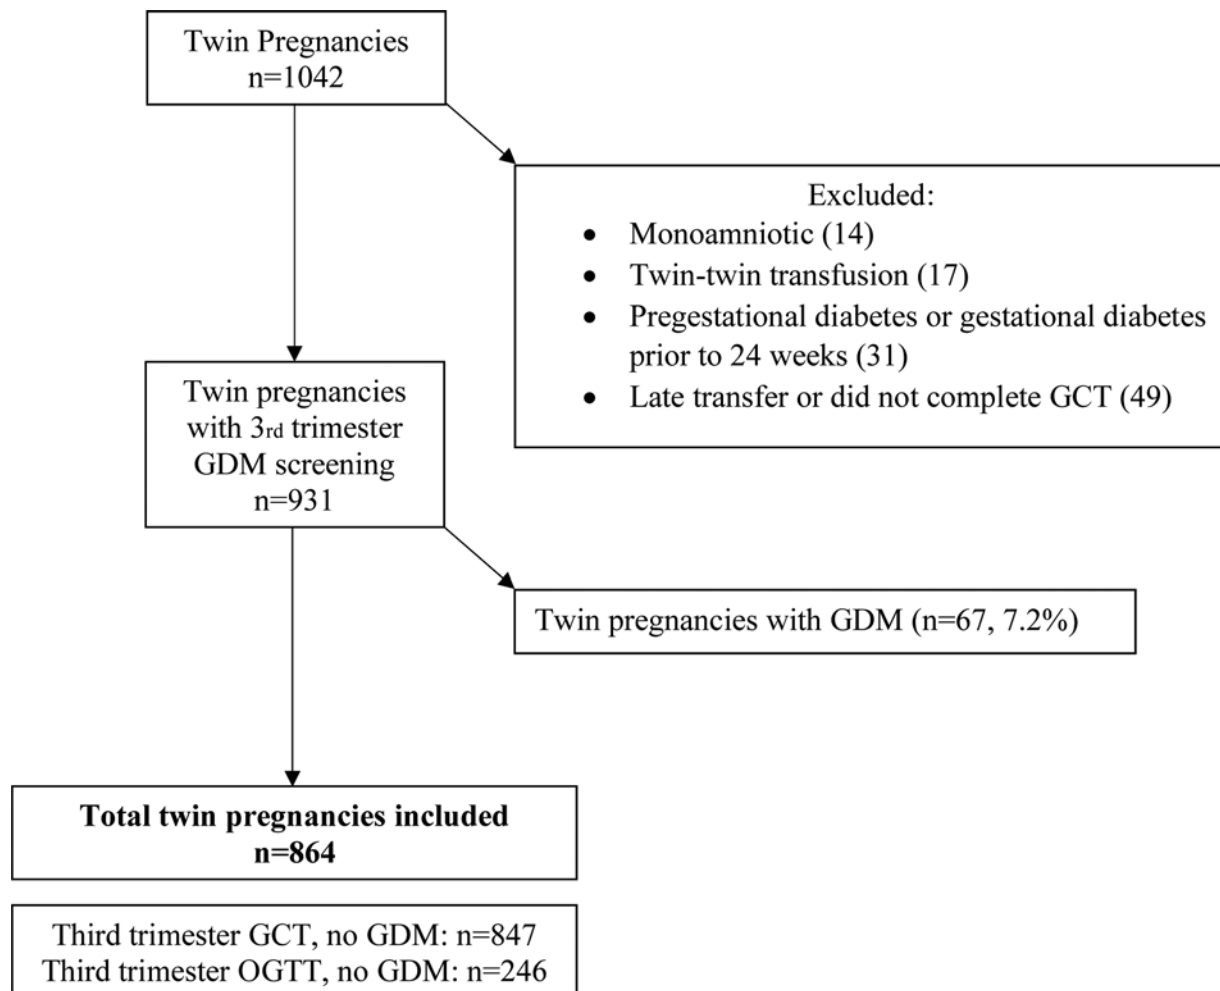 Twin Pregnancies
n=1042
Excluded:
• Monoamniotic (14)
• Twin-twin transfusion (17)
• Pregestational diabetes or gestational diabetes
prior to 24 weeks (31)
• Late transfer or did not complete GCT (49)
Twin pregnancies
with 3rd trimester
GDM screening
n=931
Twin pregnancies with GDM (n=67, 7.2%)
Total twin pregnancies included
n=864
Third trimester GCT, no GDM: n=847
Third trimester OGTT, no GDM: n=246